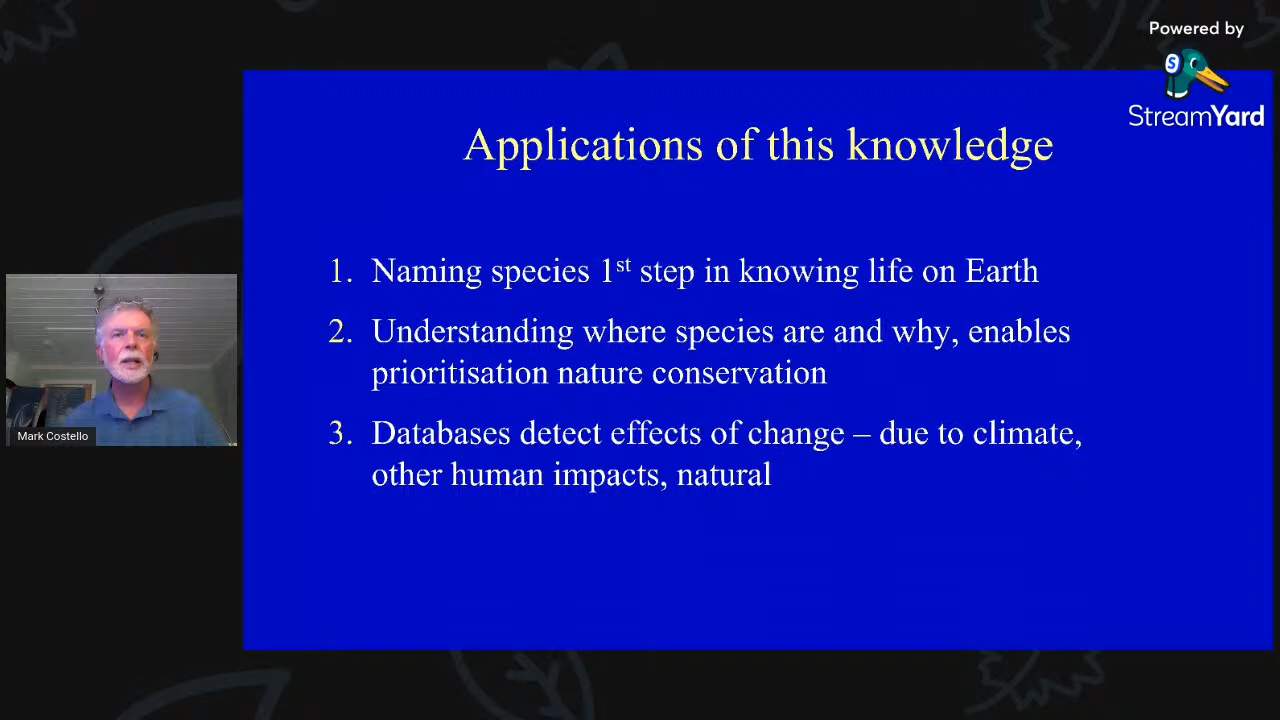 Powered by
S
StreamYard
Applications of this knowledge
1. Naming species 1st step in knowing life on Earth
2. Understanding where species are and why, enables
prioritisation nature conservation
3. Databases detect effects of change – due to climate,
other human impacts, natural
Mark Costello